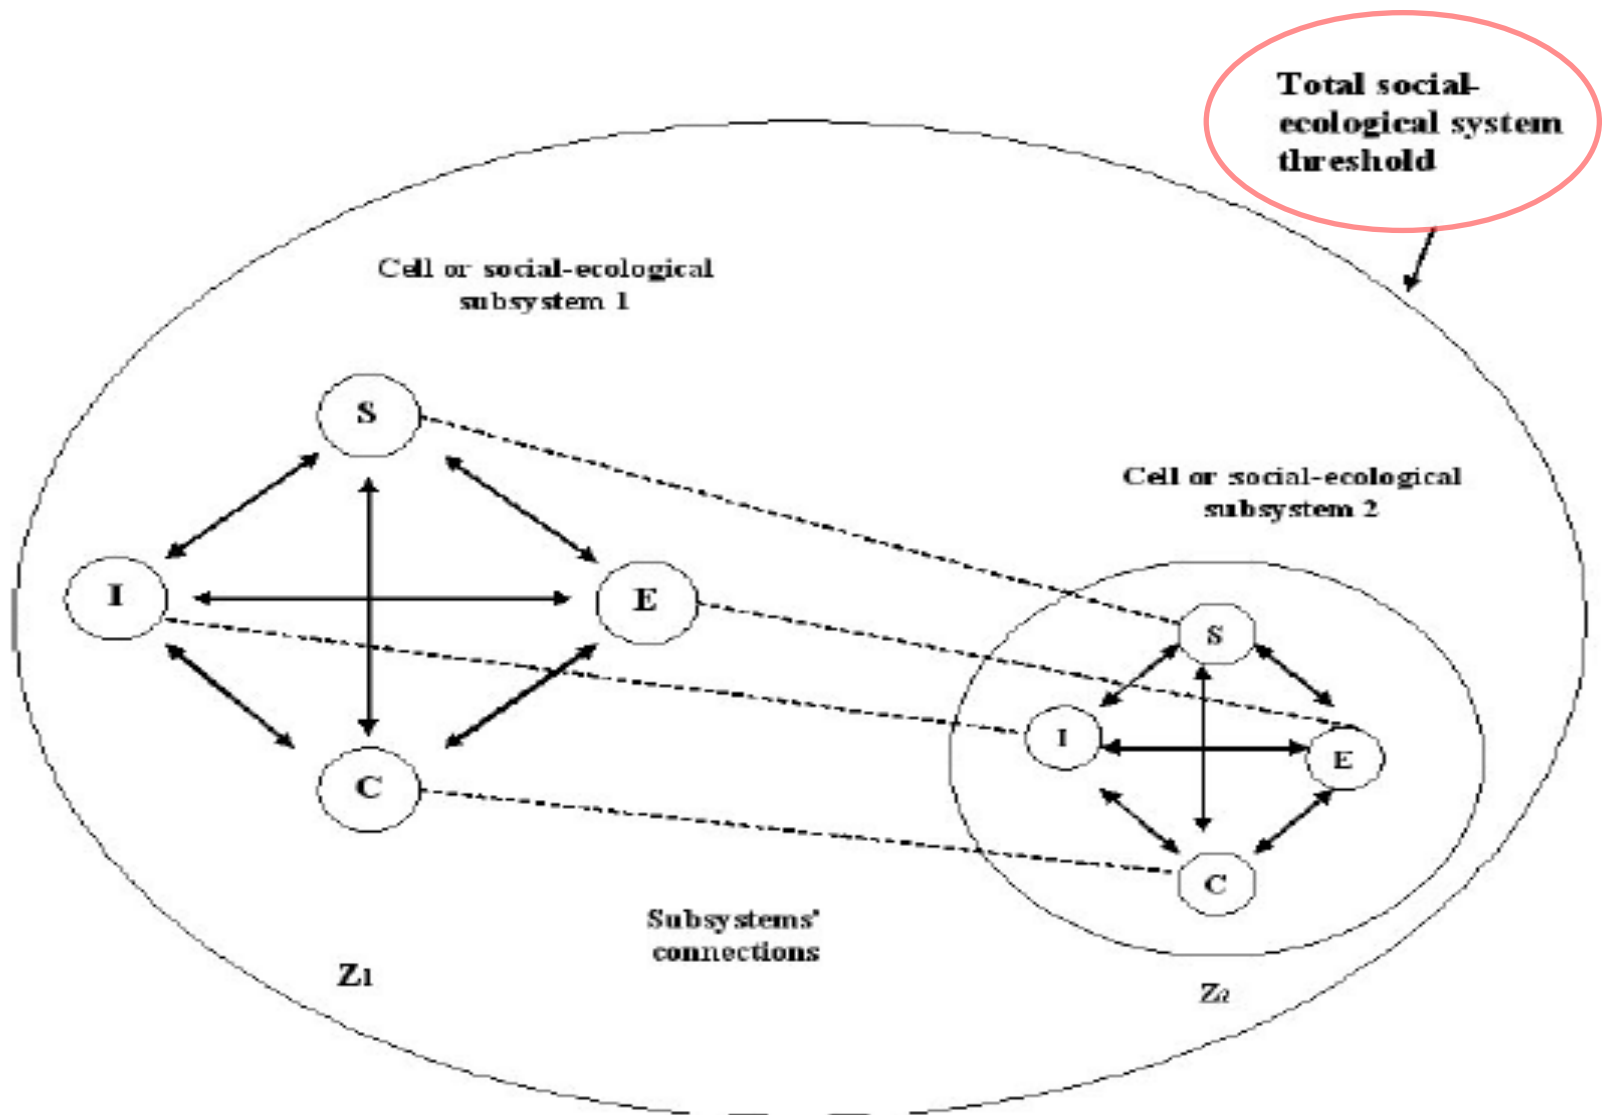 Total social-
ecological system
threshold
Cell or social-ecological
subsystem 1
S
Cell or social-ecological
subsystem 2
I
E
S
I
E
C
C
Subsystems'
connections
Z1
Z2